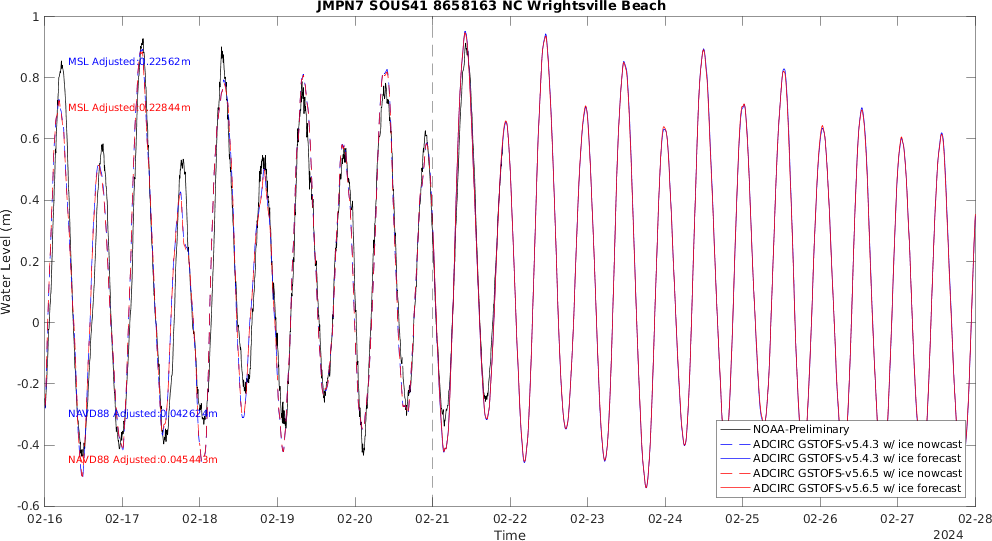 JMPN7 SOUS41 8658163 NC Wrightsville Beach
Water Level (m)
1
0.8
0.6
0.4
0.2
0
-0.2
-0.4
-0.6
MSL Adjusted:0.22562m
MSL Adjusted:0.22844m
NAVD88 Adjusted:0.042624m
NAVD88 Adjusted:0.045443m
NOAA-Preliminary
ADCIRC GSTOFS-v5.4.3 w/ ice nowcast
ADCIRC GSTOFS-v5.4.3 w/ ice forecast
ADCIRC GSTOFS-v5.6.5 w/ ice nowcast
ADCIRC GSTOFS-v5.6.5 w/ ice forecast
02-16 02-17 02-18 02-19 02-20 02-21 02-22 02-23 02-24 02-25 02-26 02-27 02-28
Time
2024